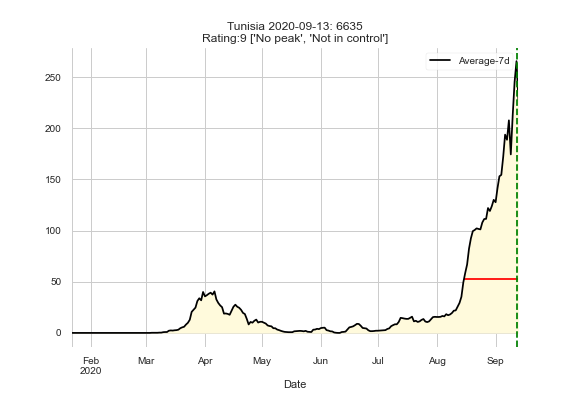 Tunisia 2020-09-13: 6635
Rating:9 ['No peak', 'Not in control']
Average-7d
250
200
150
100
50
0
Feb
2020
Mar
Apr
May
Jun
Jul
Aug
Sep
Date